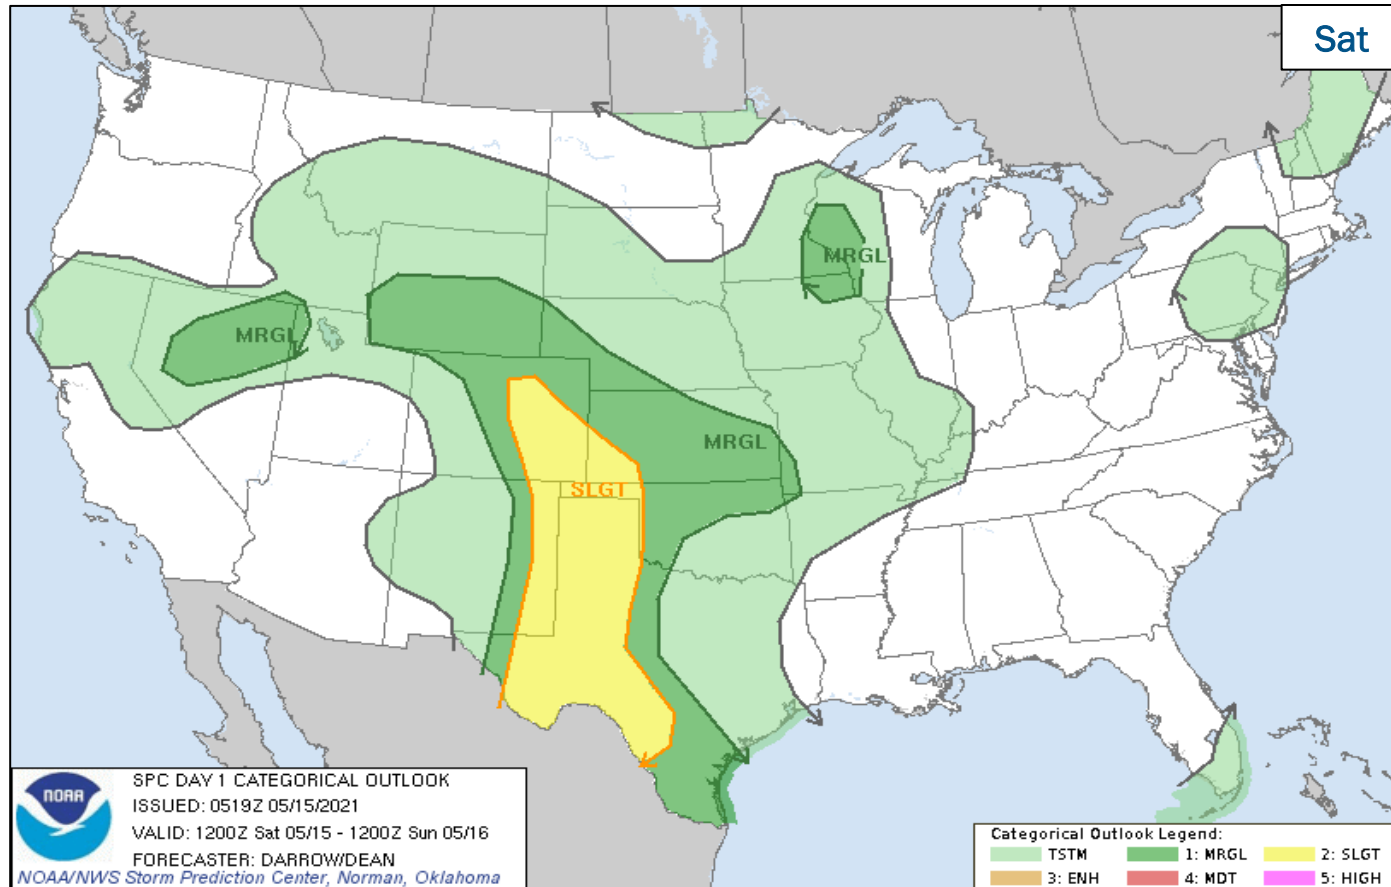 Sat
MRGL
MRGL
MRGL
SLGT
NOAA
SPC DAY 1 CATEGORICAL OUTLOOK
ISSUED: 0519Z 05/15/2021
VALID: 1200Z Sat 05/15 - 1200Z Sun 05/16
FORECASTER: DARROW/DEAN
NOAA/NWS Storm Prediction Center, Norman, Oklahoma
Categorical Outlook Legend:
TSTM 1: MRGL 2: SLGT
3: ENH 4: MDT 5: HIGH